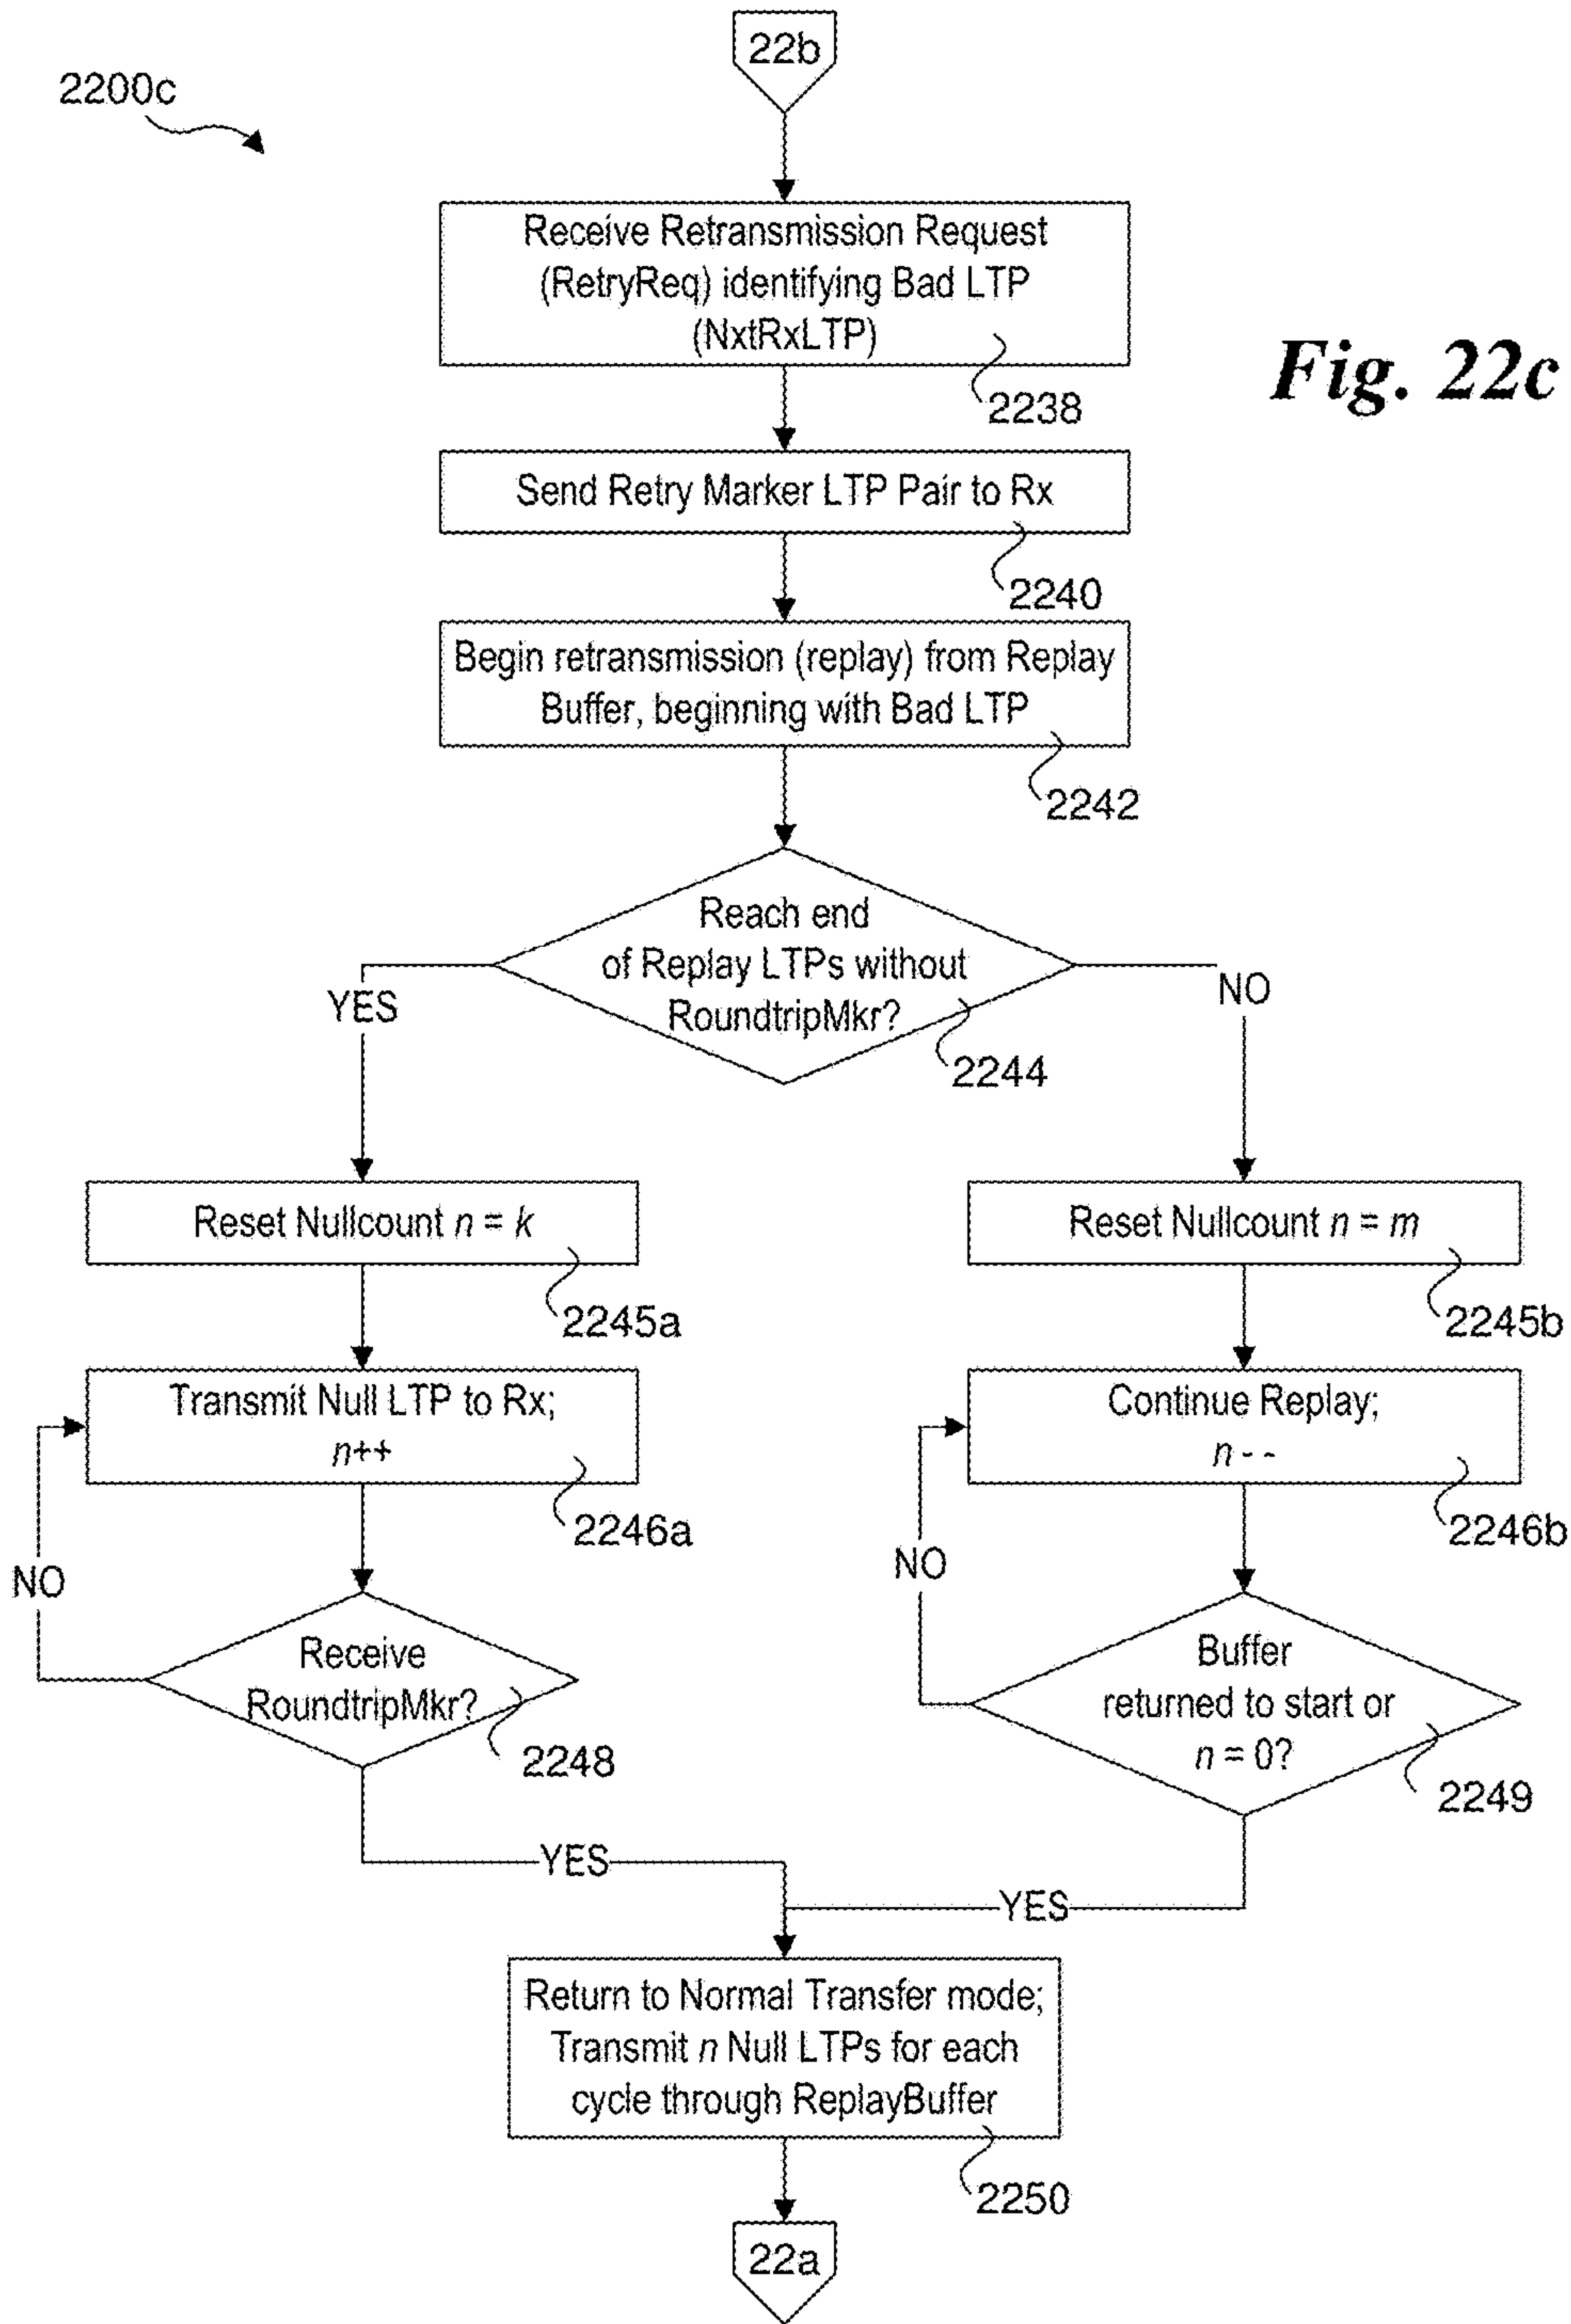 22b
2200c
Receive Retransmission Request
(RetryReq) identifying Bad LTP
(NxtRxLTP)
2238
Fig. 22c
Send Retry Marker LTP Pair to Rx
2240
Begin retransmission (replay) from Replay
Buffer, beginning with Bad LTP
2242
Reach end
of Replay LTPs without
RoundtripMkr?
2244
YES
NO
Reset Nullcount n = k
2245a
Reset Nullcount n = m
2245b
Transmit Null LTP to Rx;
n++
2246a
Continue Replay;
n - -
2246b
NO
NO
Receive
RoundtripMkr?
2248
Buffer
returned to start or
n = 0?
2249
YES
YES
Return to Normal Transfer mode;
Transmit n Null LTPs for each
cycle through ReplayBuffer
2250
22a